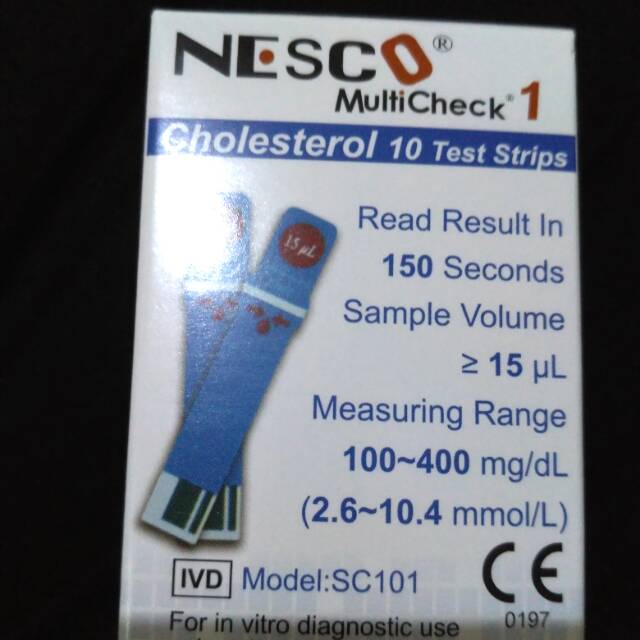 NESCO®
MultiCheck® 1
Cholesterol 10 Test Strips
15 µL
Read Result In
150 Seconds
Sample Volume
≥ 15 µL
Measuring Range
100~400 mg/dL
(2.6~10.4 mmol/L)
IVD Model:SC101
CE
0197
For in vitro diagnostic use